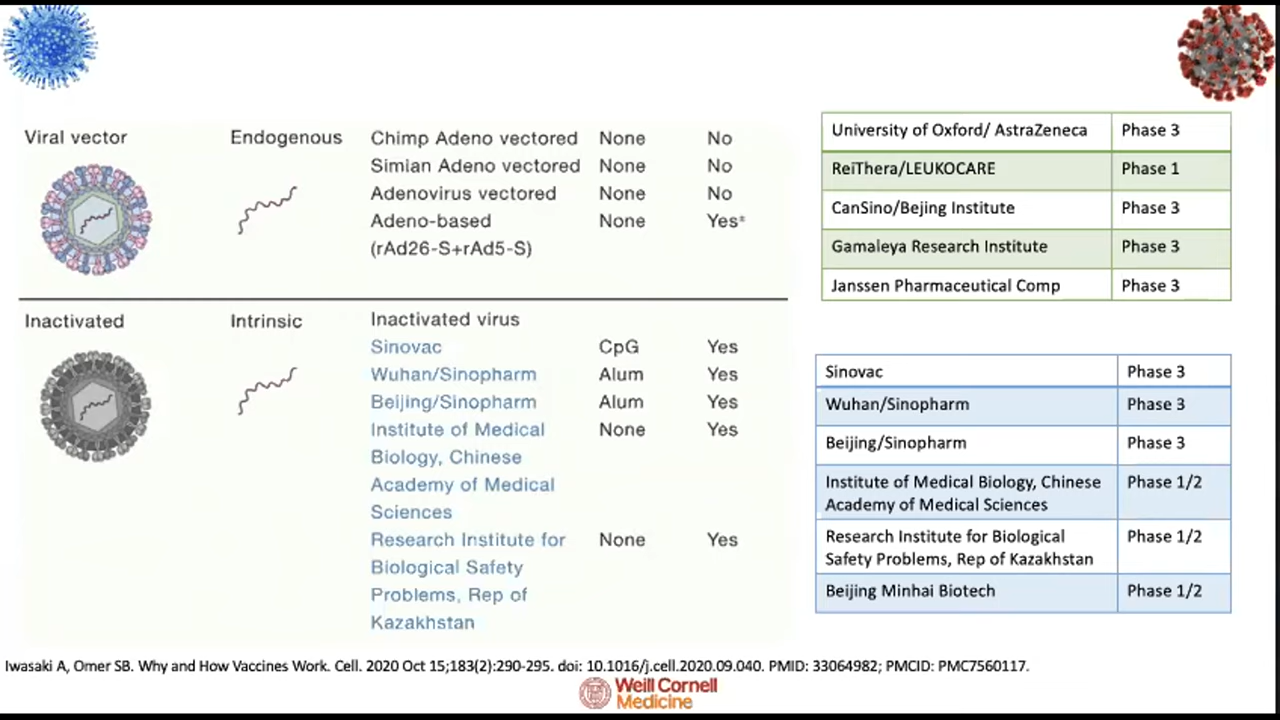 Viral vector Endogenous Chimp Adeno vectored None No
Simian Adeno vectored None No
Adenovirus vectored None No
Adeno-based None Yes*
(rAd26-S+rAd5-S)
University of Oxford/ AstraZeneca Phase 3
ReiThera/LEUKOCARE Phase 1
CanSino/Bejing Institute Phase 3
Gamaleya Research Institute Phase 3
Janssen Pharmaceutical Comp Phase 3
Inactivated Intrinsic Inactivated virus
Sinovac CpG Yes
Wuhan/Sinopharm Alum Yes
Beijing/Sinopharm Alum Yes
Institute of Medical None Yes
Biology, Chinese
Academy of Medical
Sciences
Research Institute for None Yes
Biological Safety
Problems, Rep of
Kazakhstan
Sinovac Phase 3
Wuhan/Sinopharm Phase 3
Beijing/Sinopharm Phase 3
Institute of Medical Biology, Chinese Phase 1/2
Academy of Medical Sciences
Research Institute for Biological Phase 1/2
Safety Problems, Rep of Kazakhstan
Beijing Minhai Biotech Phase 1/2
Iwasaki A, Omer SB. Why and How Vaccines Work. Cell. 2020 Oct 15;183(2):290-295. doi: 10.1016/j.cell.2020.09.040. PMID: 33064982; PMCID: PMC7560117.
Weill Cornell
Medicine